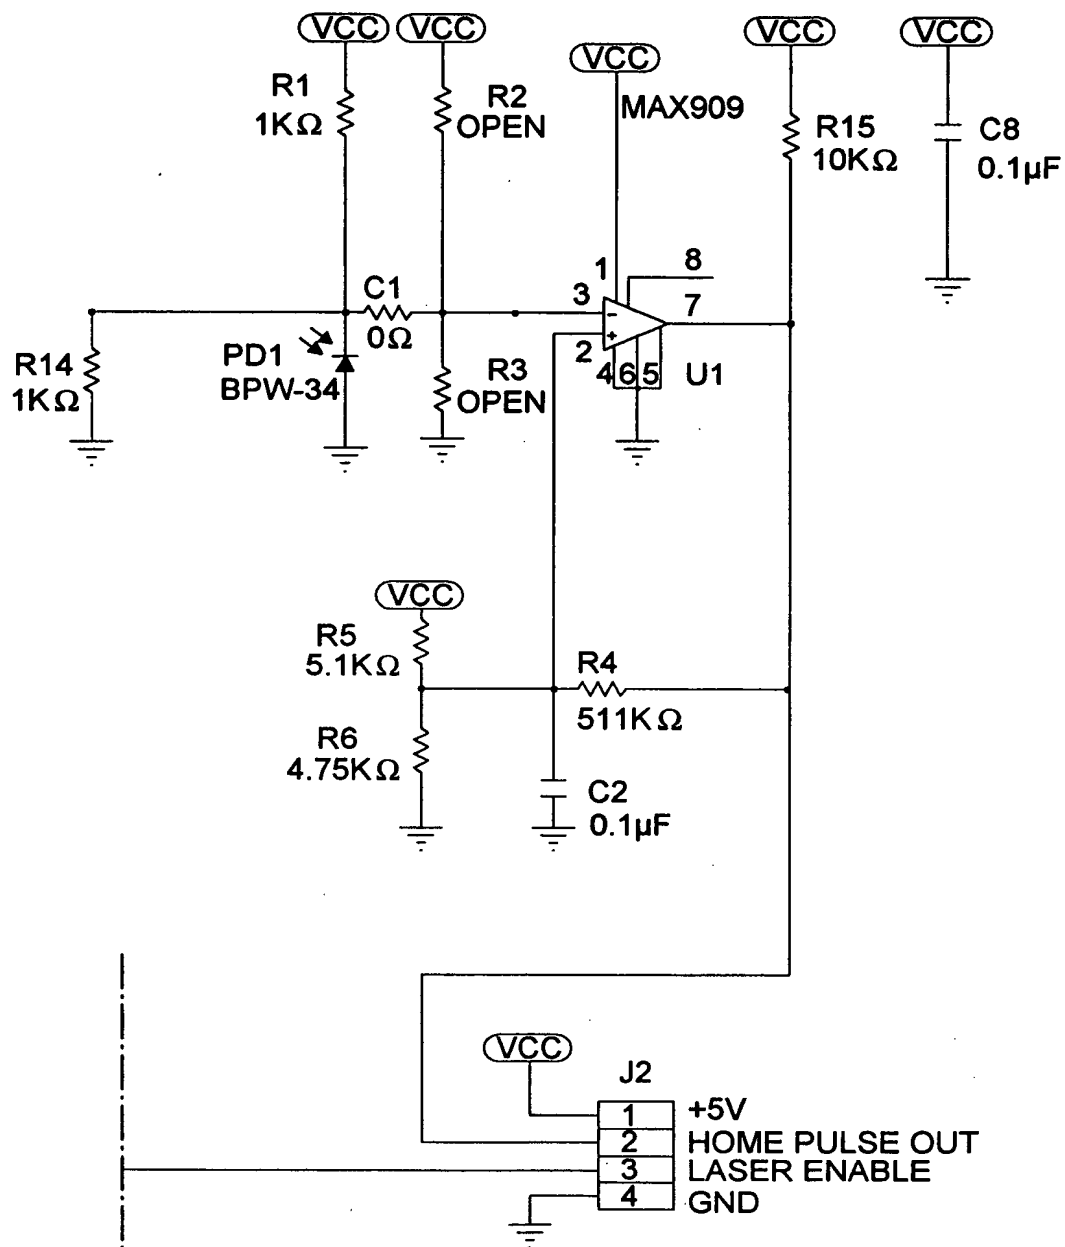 VCC
VCC
VCC
VCC
VCC
R1
1KΩ
R2
OPEN
MAX909
R15
10KΩ
C8
0.1µF
1
8
C1
3
7
0Ω
-
+
2
R14
1KΩ
PD1
BPW-34
R3
OPEN
4
6
5
U1
VCC
R5
5.1KΩ
R4
511KΩ
R6
4.75KΩ
C2
0.1µF
VCC
J2
1 +5V
2 HOME PULSE OUT
3 LASER ENABLE
4 GND